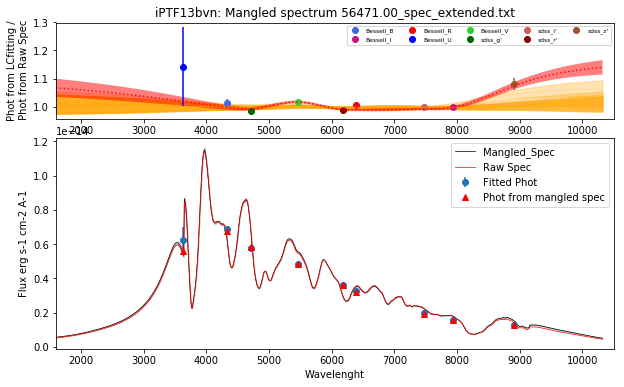 iPTF13bvn: Mangled spectrum 56471.00_spec_extended.txt
Phot from LCfitting /
Phot from Raw Spec
1.3
1.2
1.1
1.0
Bessell_B Bessell_R Bessell_V sdss_i' sdss_z'
Bessell_I Bessell_U sdss_g' sdss_r'
2000 3000 4000 5000 6000 7000 8000 9000 10000
1e−14
Flux erg s-1 cm-2 A-1
1.2
1.0
0.8
0.6
0.4
0.2
0.0
Mangled_Spec
Raw Spec
Fitted Phot
Phot from mangled spec
2000 3000 4000 5000 6000 7000 8000 9000 10000
Wavelenght